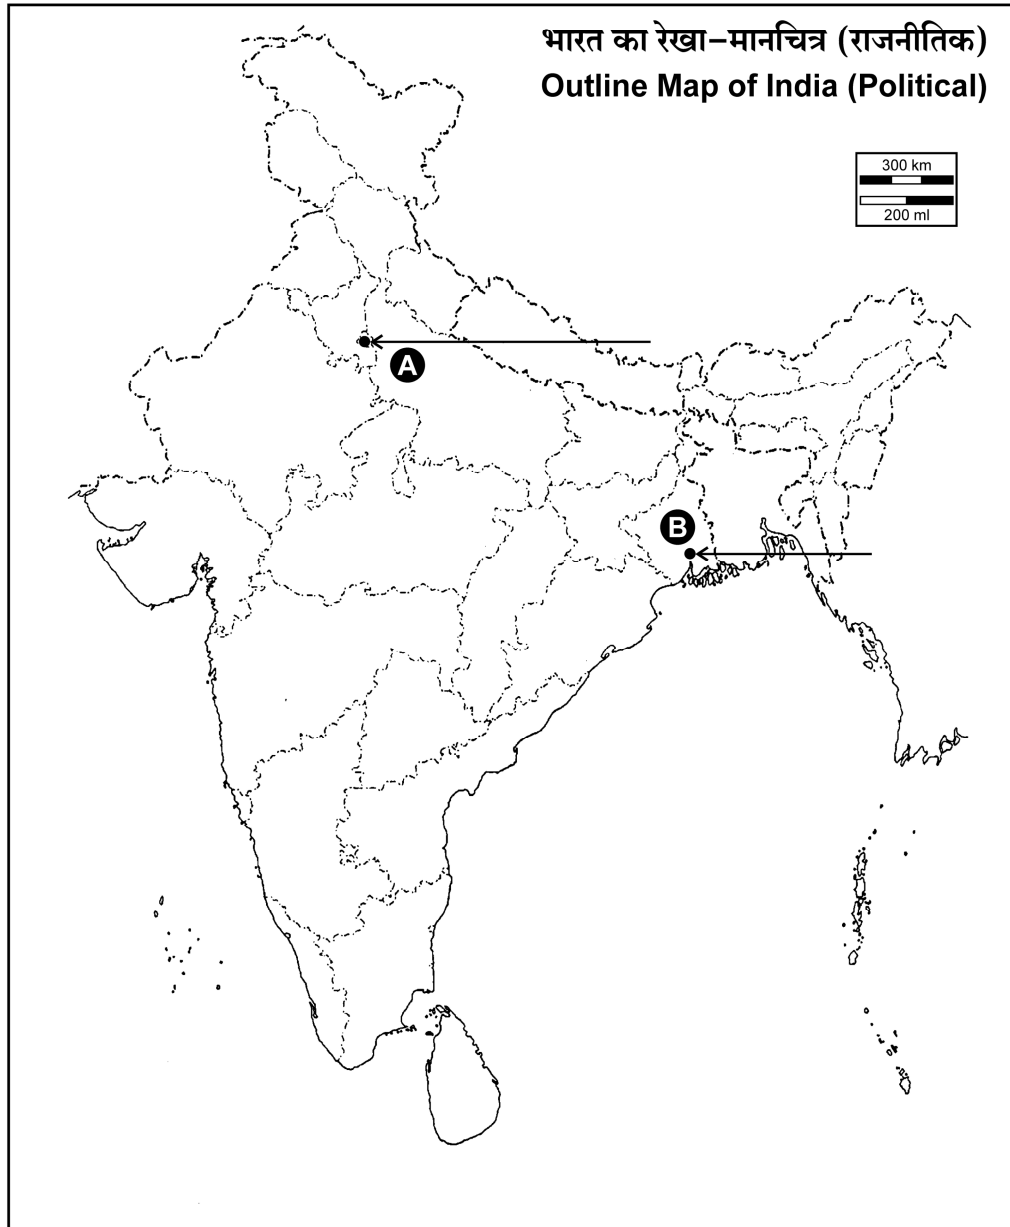 भारत का रेखा–मानचित्र (राजनीतिक)
Outline Map of India (Political)
300 km
200 ml
A
B